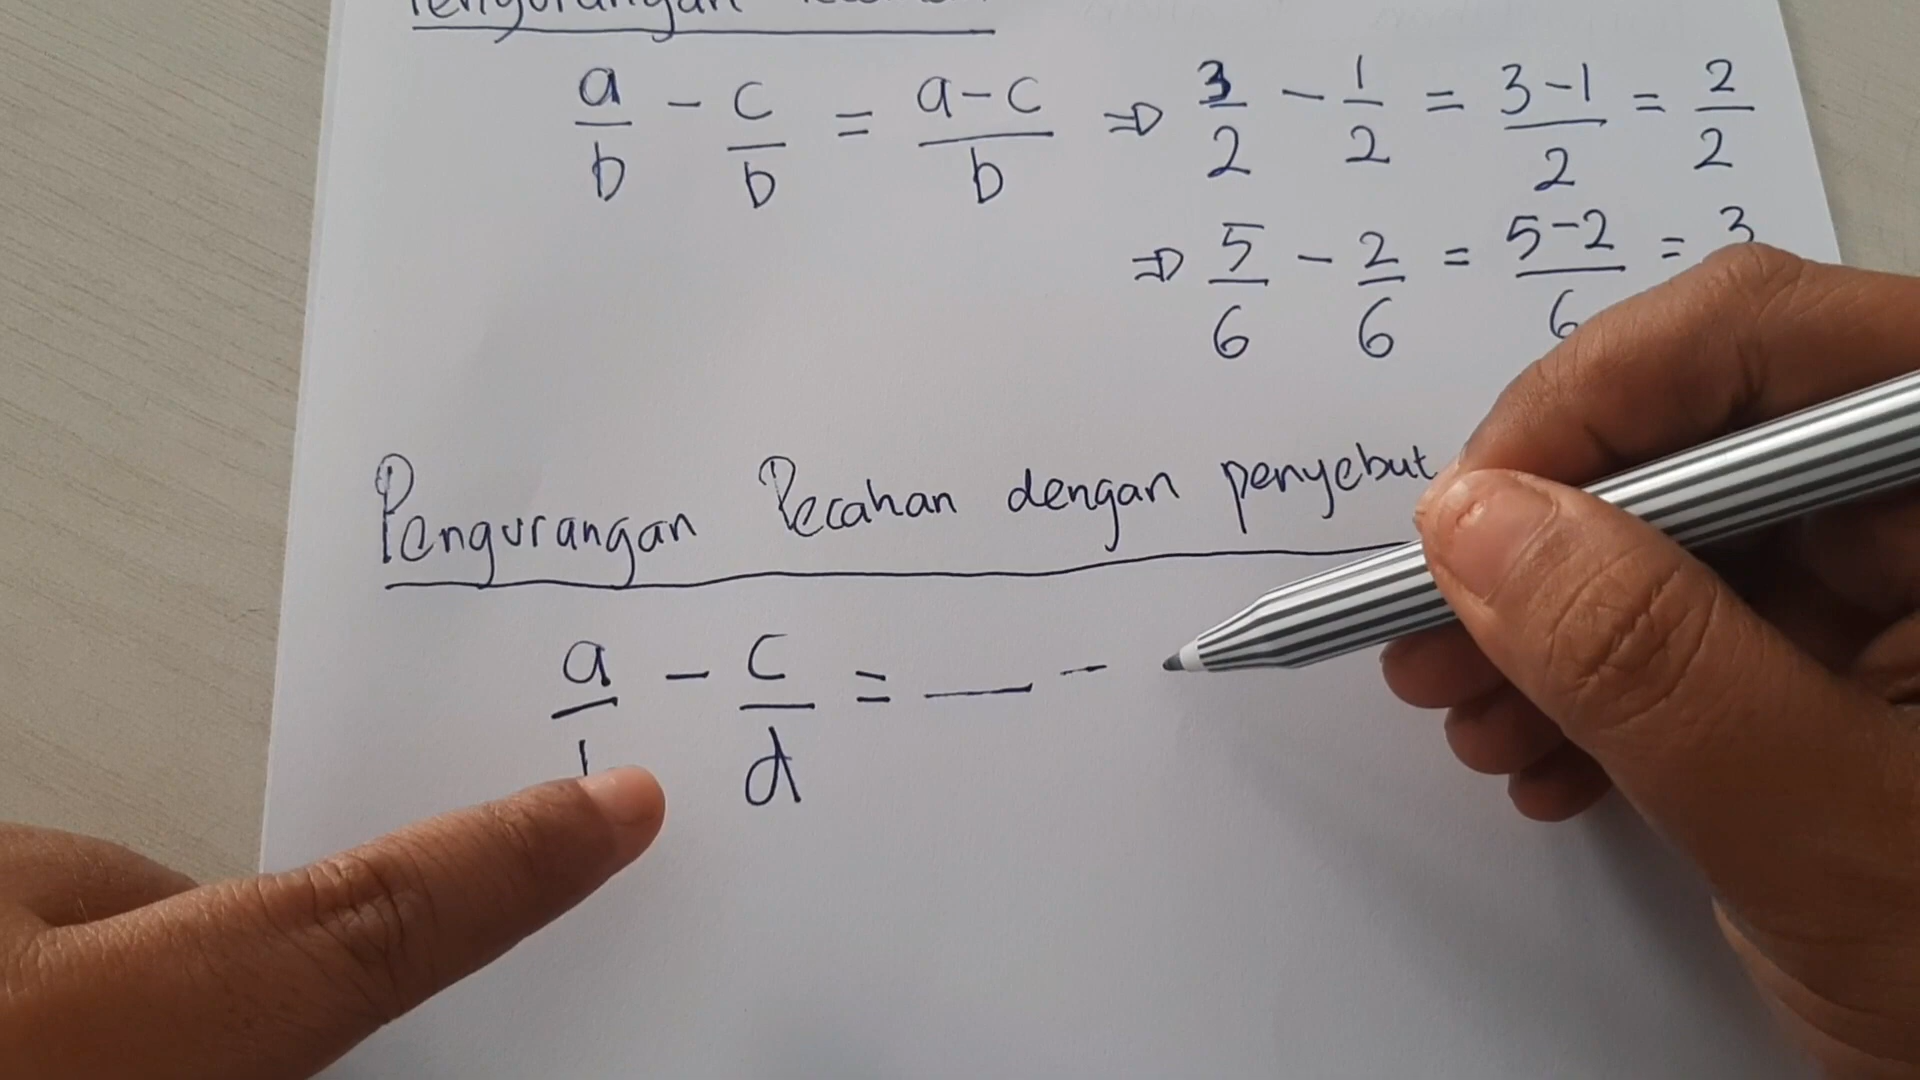 a/b - c/b = a-c/b ⇒ 3/2 - 1/2 = 3-1/2 = 2/2
⇒ 5/6 - 2/6 = 5-2/6 = 3
Pengurangan Pecahan dengan penyebut
a - c/d = — -